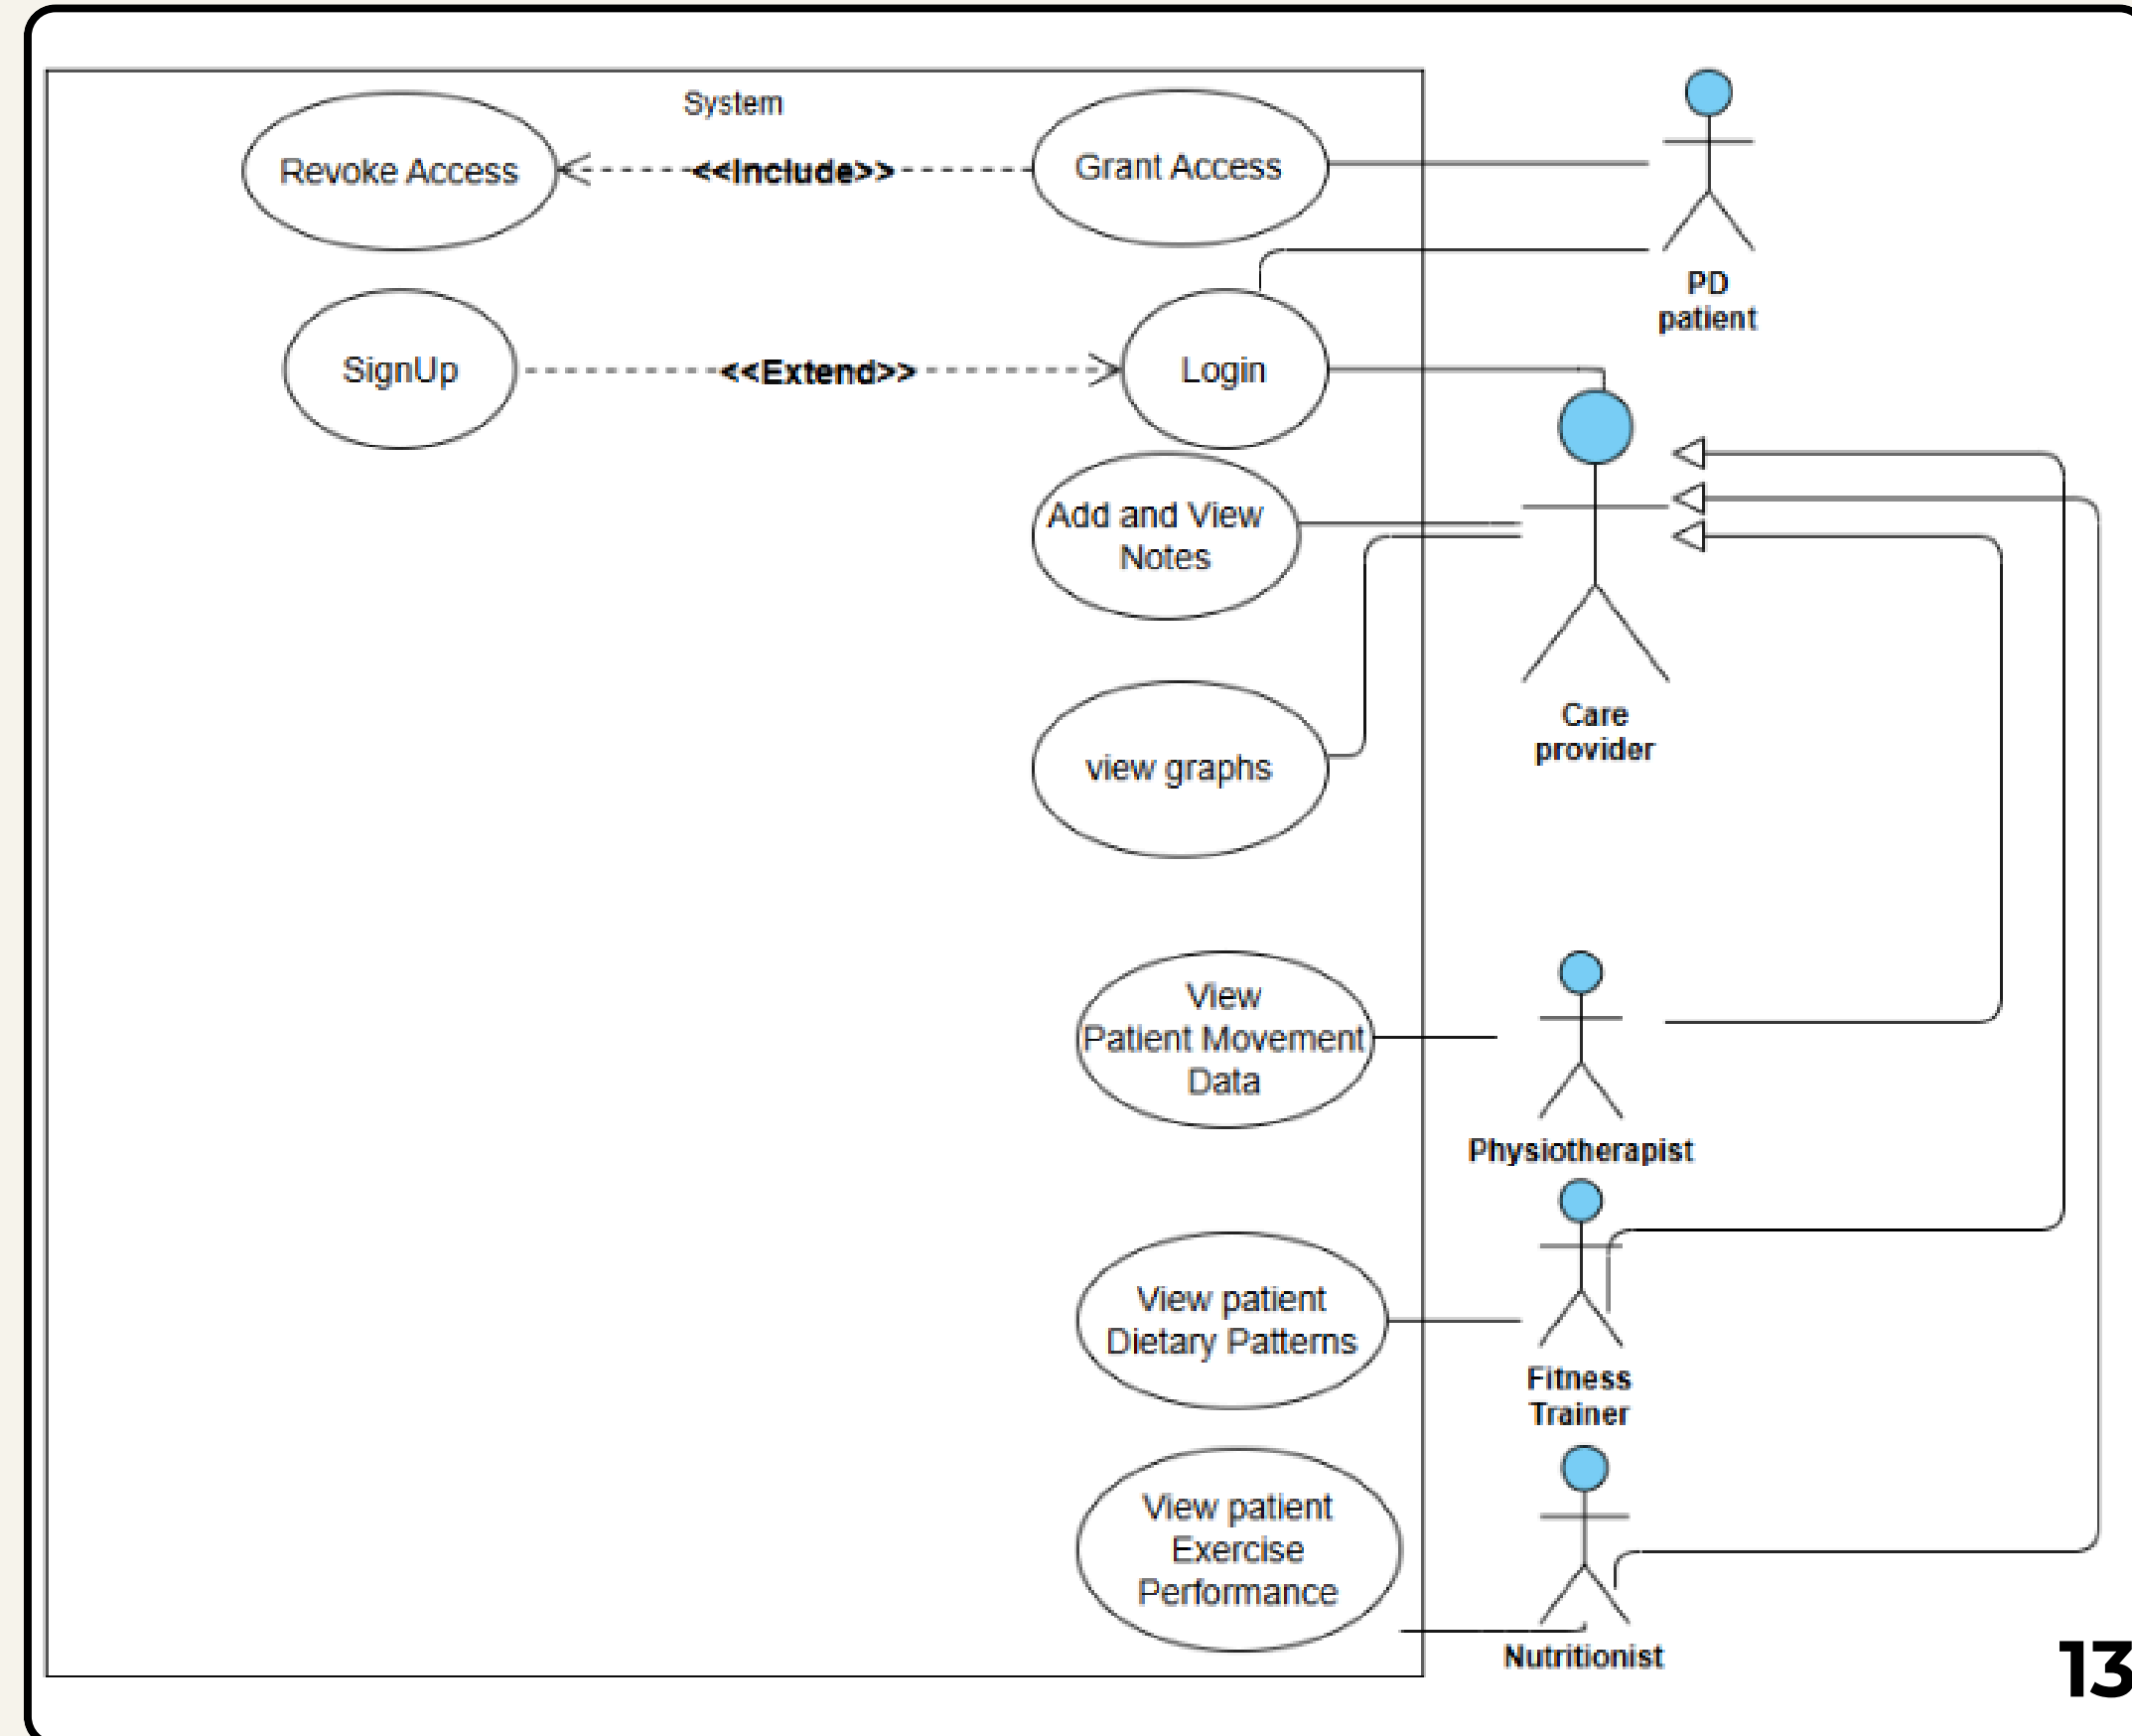 System
Revoke Access
<<Include>>
Grant Access
PD
patient
SignUp
<<Extend>>
Login
Add and View
Notes
Care
provider
view graphs
View
Patient Movement
Data
Physiotherapist
View patient
Dietary Patterns
Fitness
Trainer
View patient
Exercise
Performance
Nutritionist
13